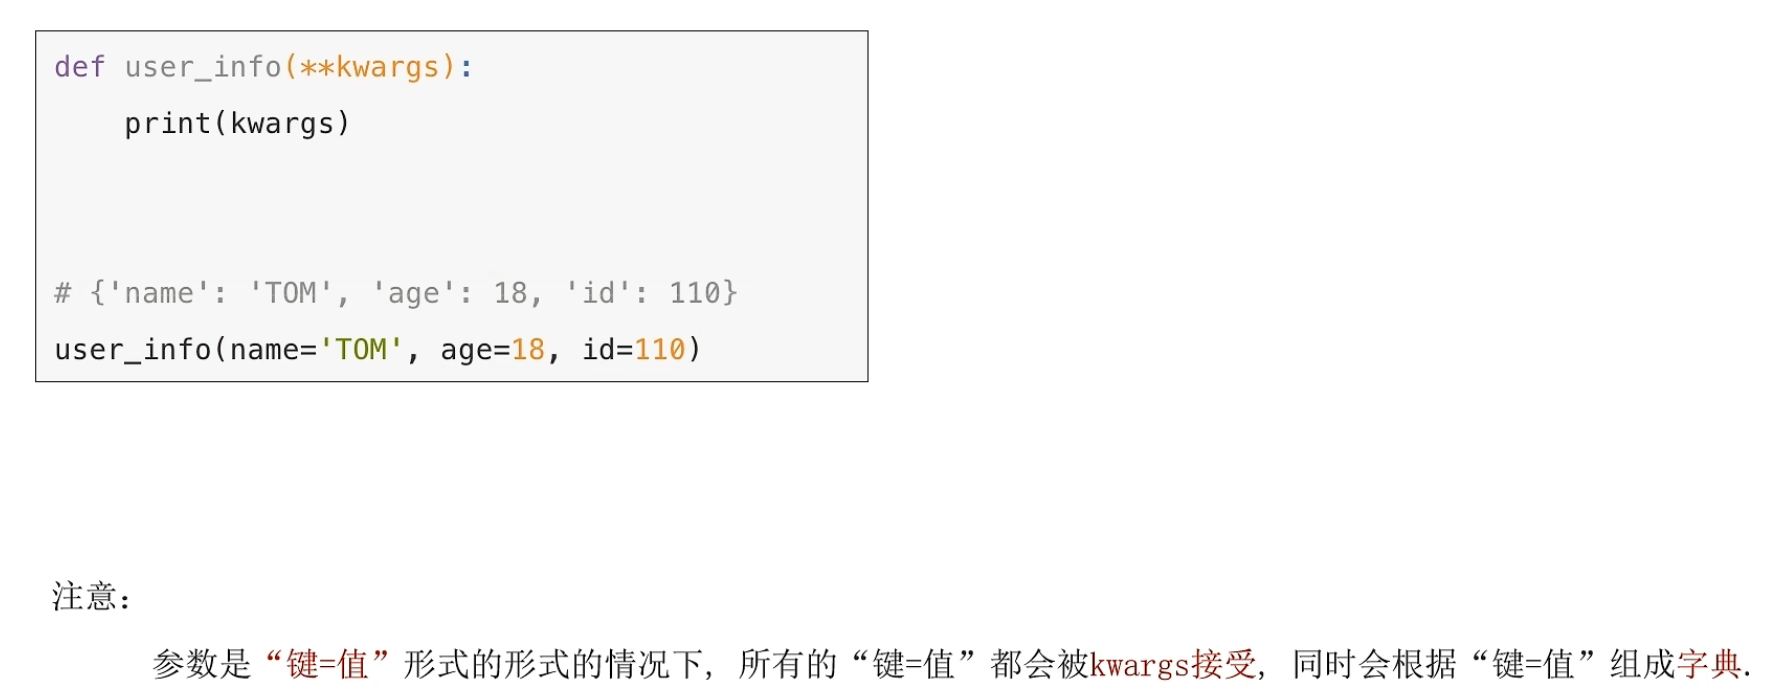 def user_info(**kwargs):
    print(kwargs)
# {'name': 'TOM', 'age': 18, 'id': 110}
user_info(name='TOM', age=18, id=110)
注意：
参数是“键=值”形式的形式的情况下, 所有的“键=值”都会被kwargs接受, 同时会根据“键=值”组成字典.